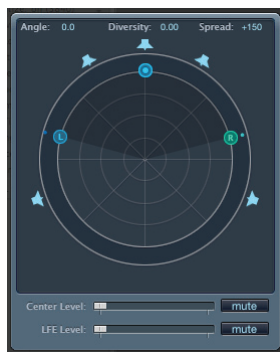 Angle: 0.0 Diversity: 0.00 Spread: +150
L
R
Center Level: mute
LFE Level: mute